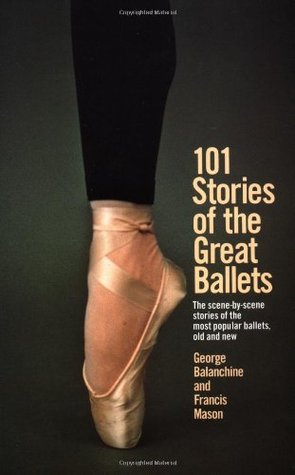 101
Stories
of the
Great
Ballets
The scene-by-scene
stories of the
most popular ballets,
old and new
George
Balanchine
and
Francis
Mason